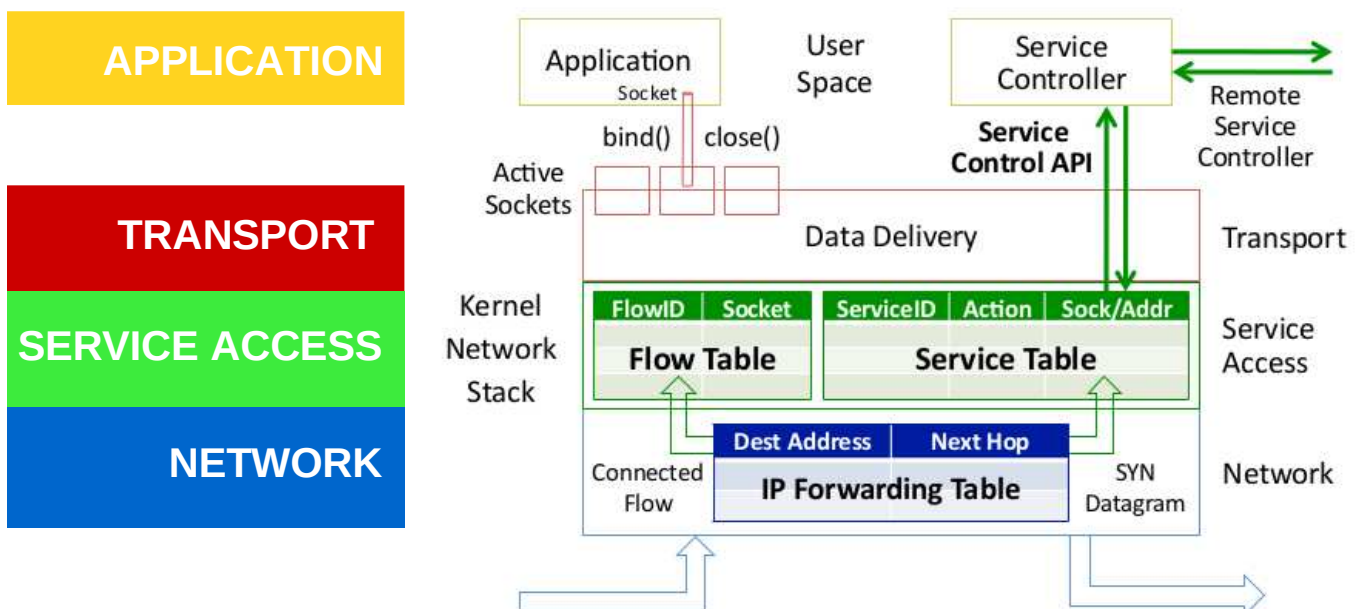 APPLICATION
TRANSPORT
SERVICE ACCESS
NETWORK
Application
Socket
User
Space
Service
Controller
Remote
Service
Controller
bind()
close()
Service
Control API
Active
Sockets
Data Delivery
Transport
Kernel
Network
Stack
FlowID
Socket
Flow Table
ServiceID
Action
Sock/Addr
Service Table
Service
Access
Dest Address
Next Hop
IP Forwarding Table
Connected
Flow
SYN
Datagram
Network